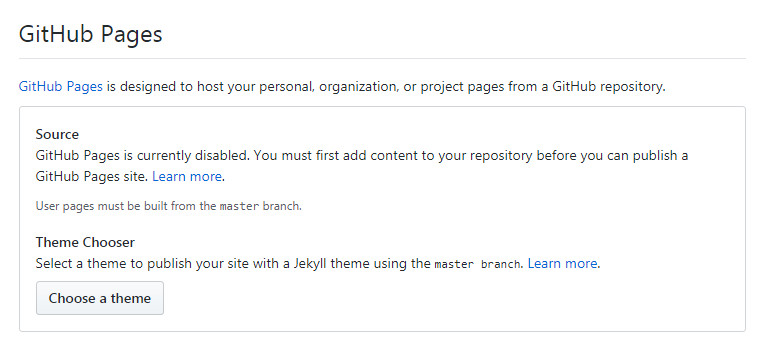 GitHub Pages
GitHub Pages is designed to host your personal, organization, or project pages from a GitHub repository.
Source
GitHub Pages is currently disabled. You must first add content to your repository before you can publish a
GitHub Pages site. Learn more.
User pages must be built from the master branch.
Theme Chooser
Select a theme to publish your site with a Jekyll theme using the master branch. Learn more.
Choose a theme